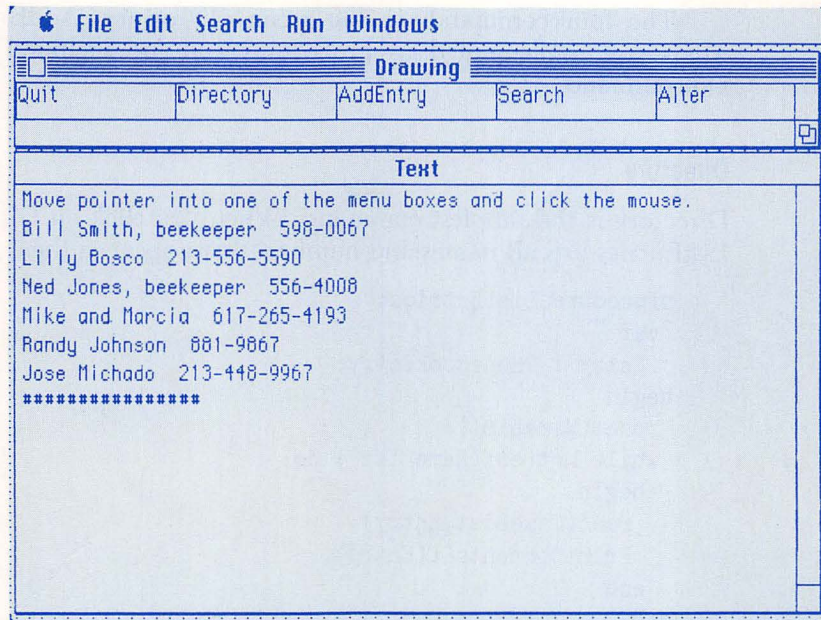 File Edit Search Run Windows
Drawing
Quit Directory AddEntry Search Alter
Text
Move pointer into one of the menu boxes and click the mouse.
Bill Smith, beekeeper 598-0067
Lilly Bosco 213-556-5590
Ned Jones, beekeeper 556-4008
Mike and Marcia 617-265-4193
Randy Johnson 881-9867
Jose Michado 213-448-9967
****************